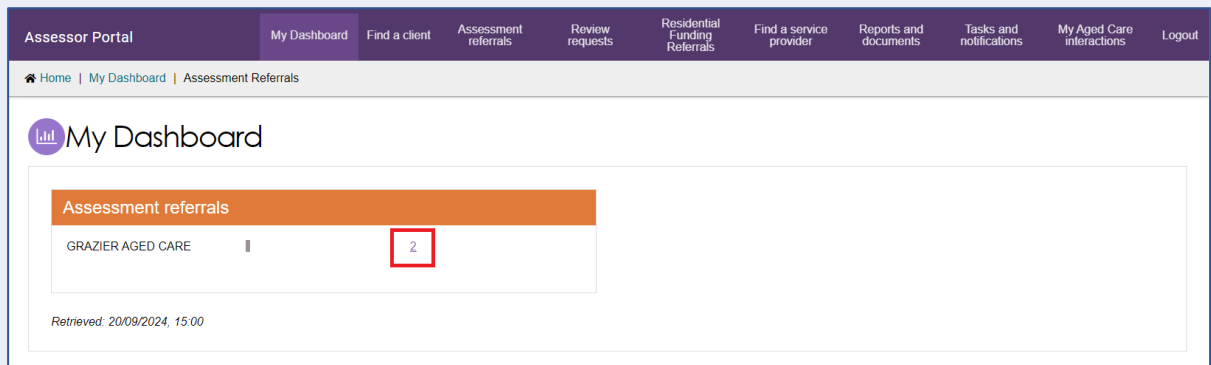 Assessor Portal
My Dashboard
Find a client
Assessment
referrals
Review
requests
Residential
Funding
Referrals
Find a service
provider
Reports and
documents
Tasks and
notifications
My Aged Care
interactions
Logout
Home | My Dashboard | Assessment Referrals
My Dashboard
Assessment referrals
GRAZIER AGED CARE 2
Retrieved: 20/09/2024, 15:00